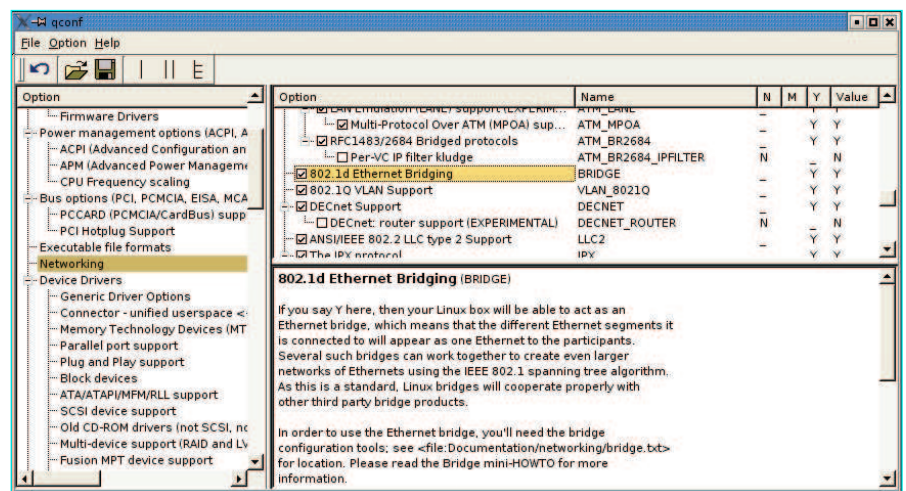 qconf
File Option Help
Option
Firmware Drivers
Power management options (ACPI, A
ACPI (Advanced Configuration an
APM (Advanced Power Manageme
CPU Frequency scaling
Bus options (PCI, PCMCIA, EISA, MCA
PCCARD (PCMCIA/CardBus) supp
PCI Hotplug Support
Executable file formats
Networking
Device Drivers
Generic Driver Options
Connector - unified userspace <-
Memory Technology Devices (MT
Parallel port support
Plug and Play support
Block devices
ATA/ATAPI/MFM/RLL support
SCSI device support
Old CD-ROM drivers (not SCSI, no
Multi-device support (RAID and LV
Fusion MPT device support
Option Name N M Y Value
LAN Emulation (LANE) support (EXPERIM... ATM_LANE _ Y Y
Multi-Protocol Over ATM (MPOA) sup... ATM_MPOA _ Y Y
RFC1483/2684 Bridged protocols ATM_BR2684 _ Y Y
Per-VC IP filter kludge ATM_BR2684_IPFILTER N _ N
802.1d Ethernet Bridging BRIDGE _ Y Y
802.1Q VLAN Support VLAN_8021Q _ Y Y
DECnet Support DECNET _ Y Y
DECnet: router support (EXPERIMENTAL) DECNET_ROUTER N _ N
ANSI/IEEE 802.2 LLC type 2 Support LLC2 _ Y Y
The IPX protocol IPX Y Y
802.1d Ethernet Bridging (BRIDGE)
If you say Y here, then your Linux box will be able to act as an
Ethernet bridge, which means that the different Ethernet segments it
is connected to will appear as one Ethernet to the participants.
Several such bridges can work together to create even larger
networks of Ethernets using the IEEE 802.1 spanning tree algorithm.
As this is a standard, Linux bridges will cooperate properly with
other third party bridge products.
In order to use the Ethernet bridge, you'll need the bridge
configuration tools; see <file:Documentation/networking/bridge.txt>
for location. Please read the Bridge mini-HOWTO for more
information.